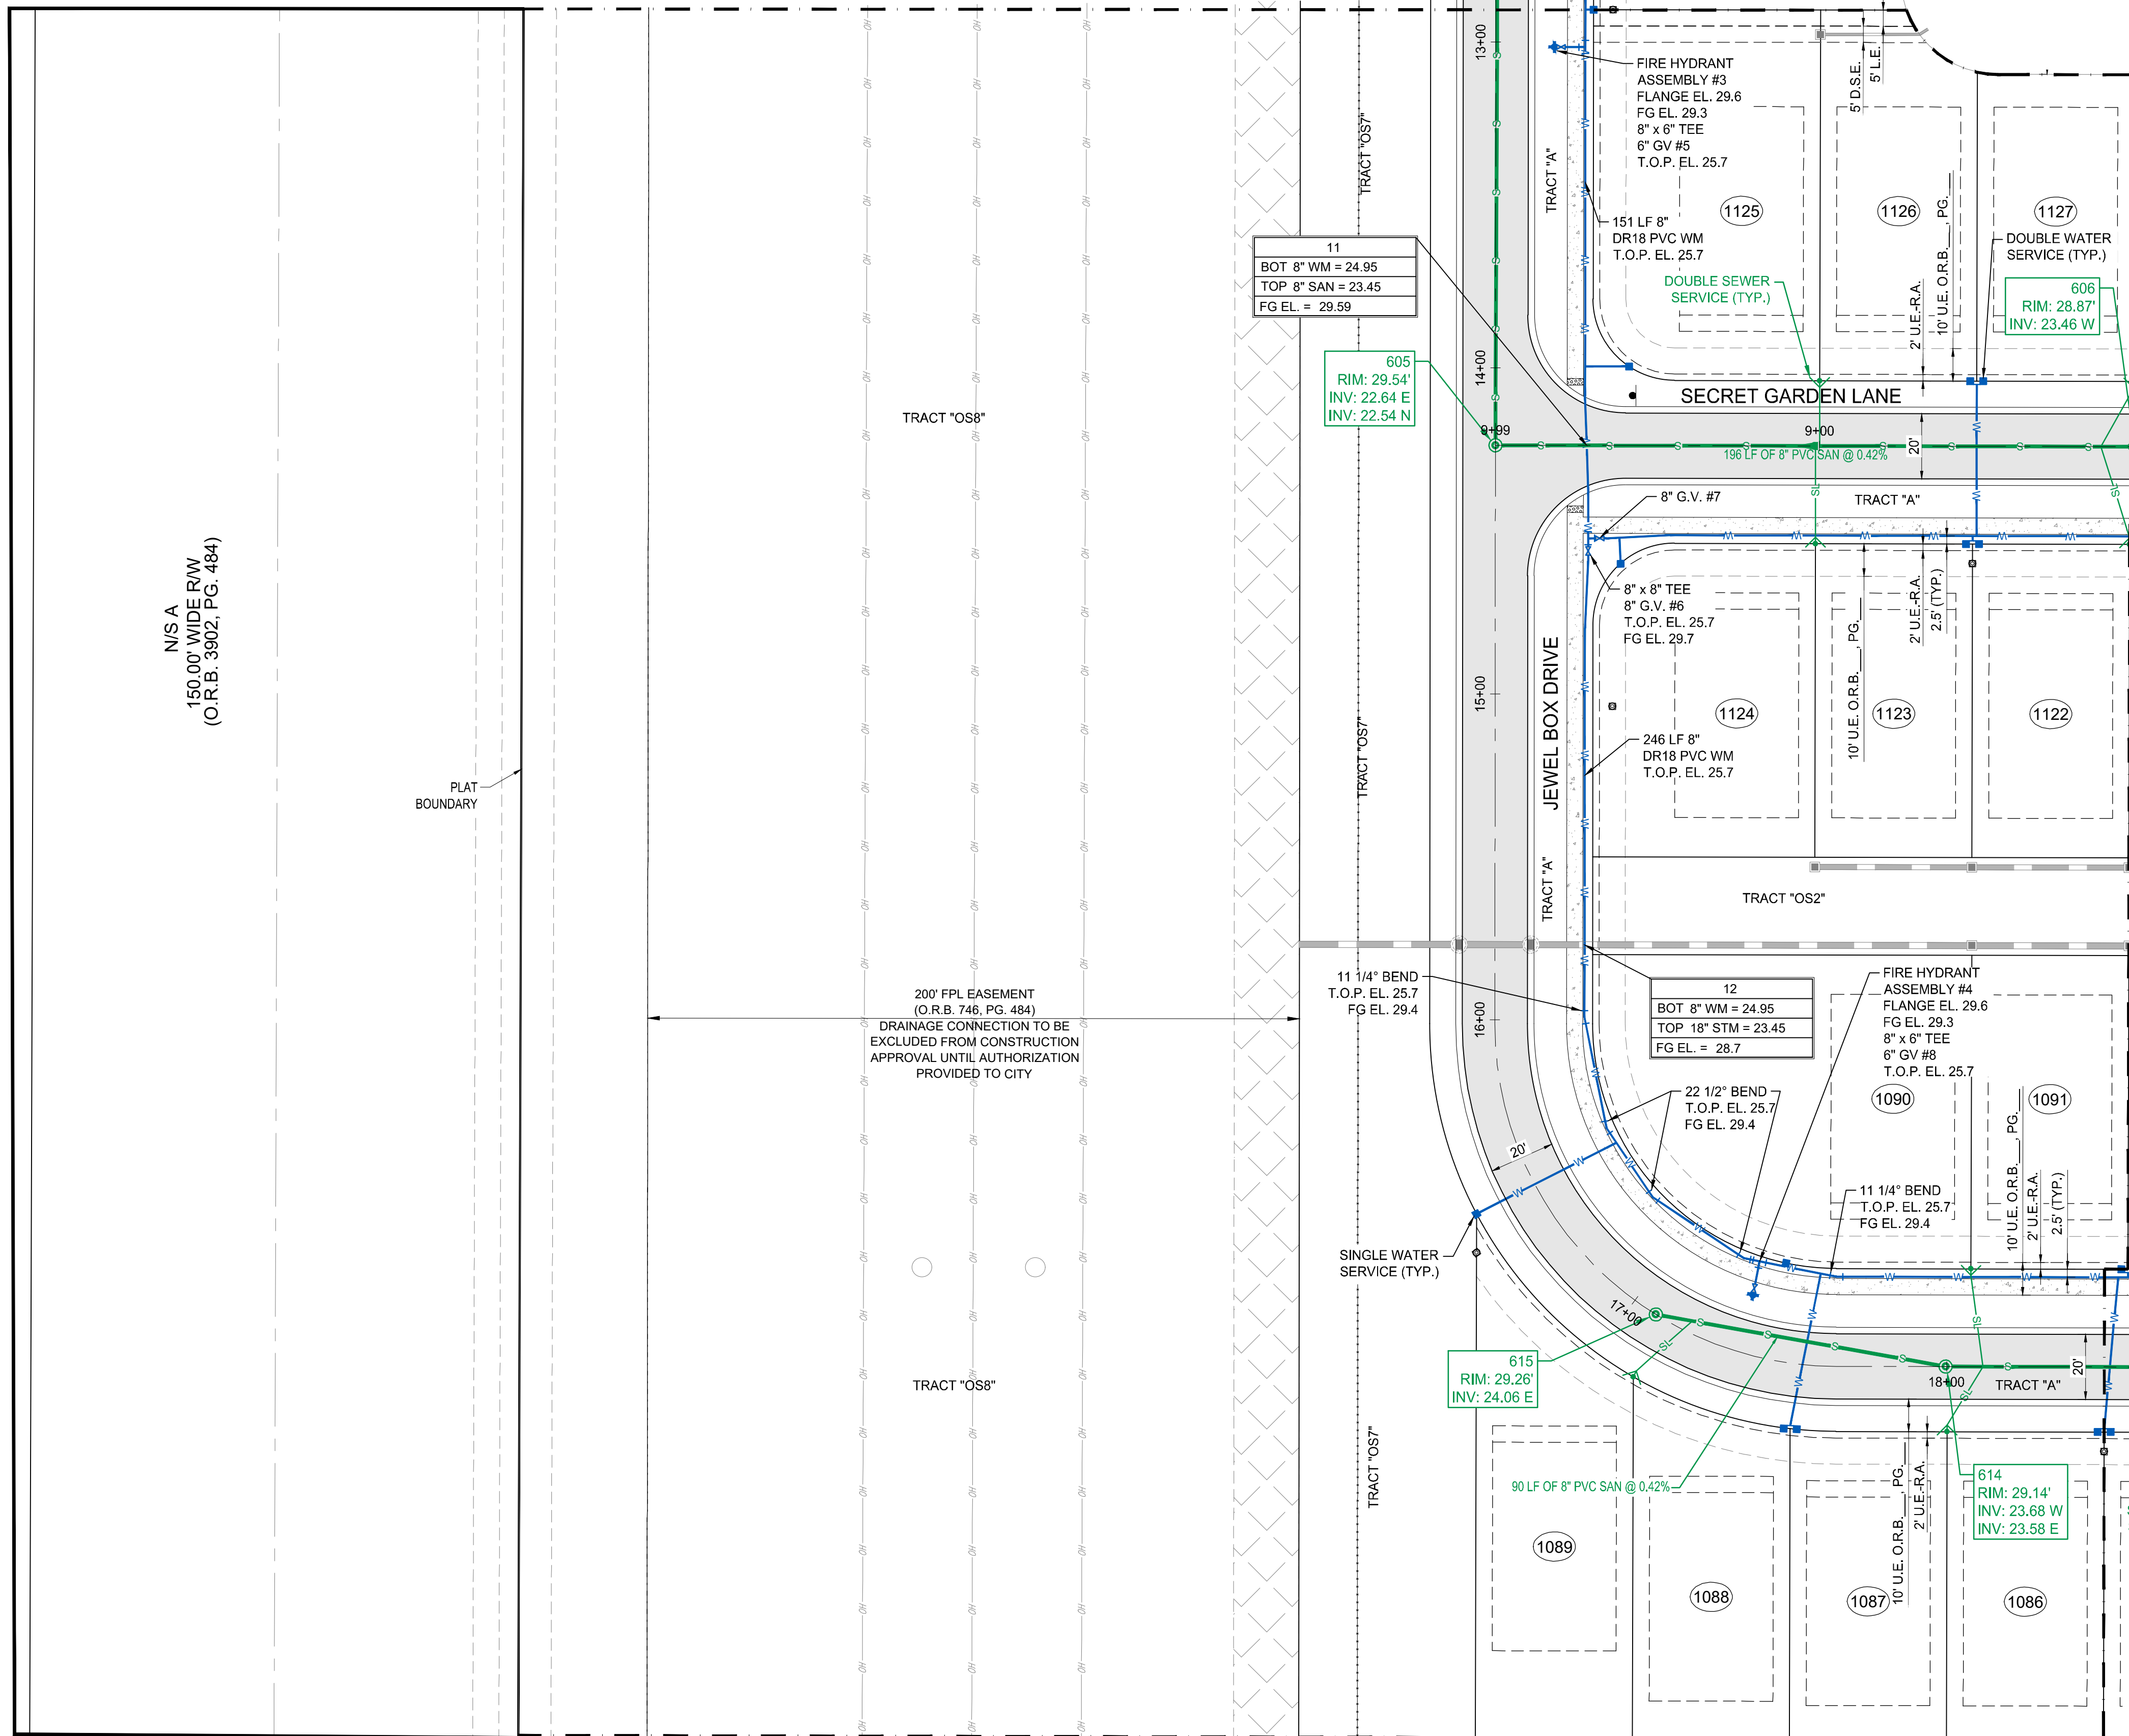 N/S A
150.00' WIDE R/W
(O.R.B. 3902, PG. 484)
PLAT
BOUNDARY
TRACT "OS8"
200' FPL EASEMENT
(O.R.B. 746, PG. 484)
DRAINAGE CONNECTION TO BE
EXCLUDED FROM CONSTRUCTION
APPROVAL UNTIL AUTHORIZATION
PROVIDED TO CITY
TRACT "OS8"
TRACT "OS7"
TRACT "OS7"
TRACT "OS7"
13+00
14+00
15+00
16+00
17+00
18+00
9+99
9+00
TRACT "A"
FIRE HYDRANT
ASSEMBLY #3
FLANGE EL. 29.6
FG EL. 29.3
8" x 6" TEE
6" GV #5
T.O.P. EL. 25.7
5' D.S.E.
5' L.E.
151 LF 8"
DR18 PVC WM
T.O.P. EL. 25.7
1125
1126
1127
DOUBLE WATER
SERVICE (TYP.)
DOUBLE SEWER
SERVICE (TYP.)
2' U.E.-R.A.
10' U.E. O.R.B.___, PG.___
606
RIM: 28.87'
INV: 23.46 W
11
BOT 8" WM = 24.95
TOP 8" SAN = 23.45
FG EL. = 29.59
605
RIM: 29.54'
INV: 22.64 E
INV: 22.54 N
SECRET GARDEN LANE
196 LF OF 8" PVC SAN @ 0.42%
20'
8" G.V. #7
TRACT "A"
8" x 8" TEE
8" G.V. #6
T.O.P. EL. 25.7
FG EL. 29.7
10' U.E. O.R.B.___, PG.___
2' U.E.-R.A.
2.5' (TYP.)
JEWEL BOX DRIVE
1124
1123
1122
246 LF 8"
DR18 PVC WM
T.O.P. EL. 25.7
TRACT "A"
TRACT "OS2"
11 1/4° BEND
T.O.P. EL. 25.7
FG EL. 29.4
12
BOT 8" WM = 24.95
TOP 18" STM = 23.45
FG EL. = 28.7
FIRE HYDRANT
ASSEMBLY #4
FLANGE EL. 29.6
FG EL. 29.3
8" x 6" TEE
6" GV #8
T.O.P. EL. 25.7
22 1/2° BEND
T.O.P. EL. 25.7
FG EL. 29.4
1090
1091
11 1/4° BEND
T.O.P. EL. 25.7
FG EL. 29.4
10' U.E. O.R.B.___, PG.___
2' U.E.-R.A.
2.5' (TYP.)
20'
SINGLE WATER
SERVICE (TYP.)
615
RIM: 29.26'
INV: 24.06 E
TRACT "A"
20'
90 LF OF 8" PVC SAN @ 0.42%
10' U.E. O.R.B.___, PG.___
2' U.E.-R.A.
614
RIM: 29.14'
INV: 23.68 W
INV: 23.58 E
1089
1088
1087
1086